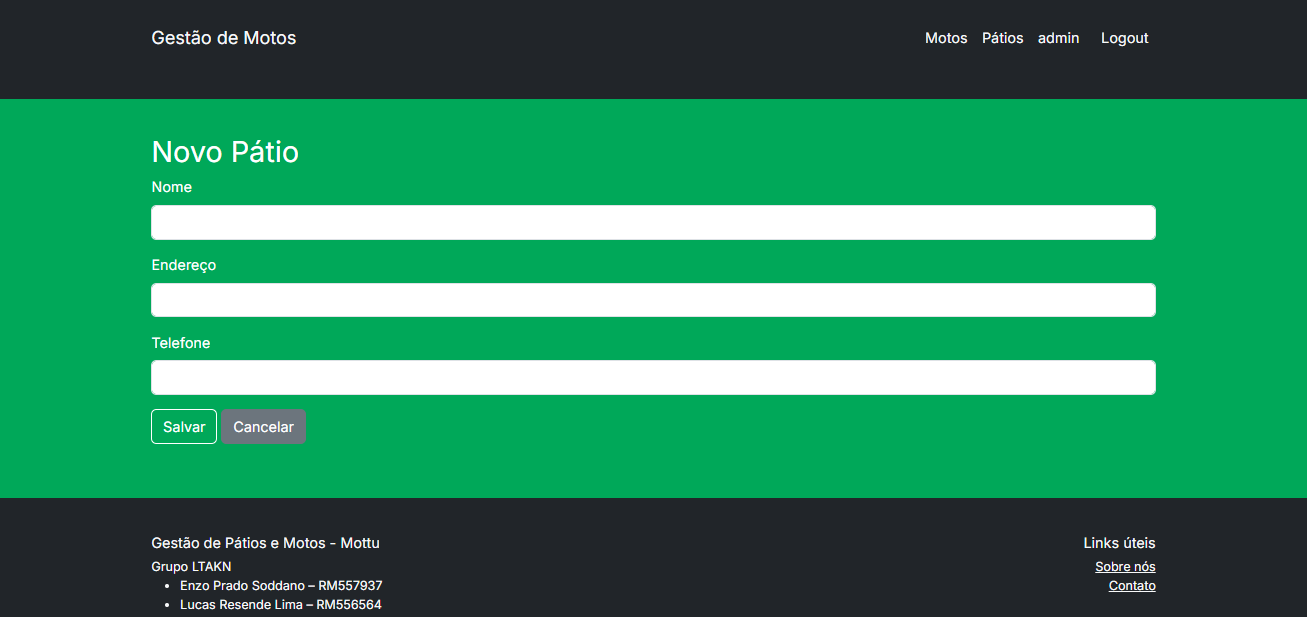 Gestão de Motos
Motos Pátios admin Logout
Novo Pátio
Nome
Endereço
Telefone
Salvar Cancelar
Gestão de Pátios e Motos - Mottu
Grupo LTAKN
• Enzo Prado Soddano – RM557937
• Lucas Resende Lima – RM556564
Links úteis
Sobre nós
Contato